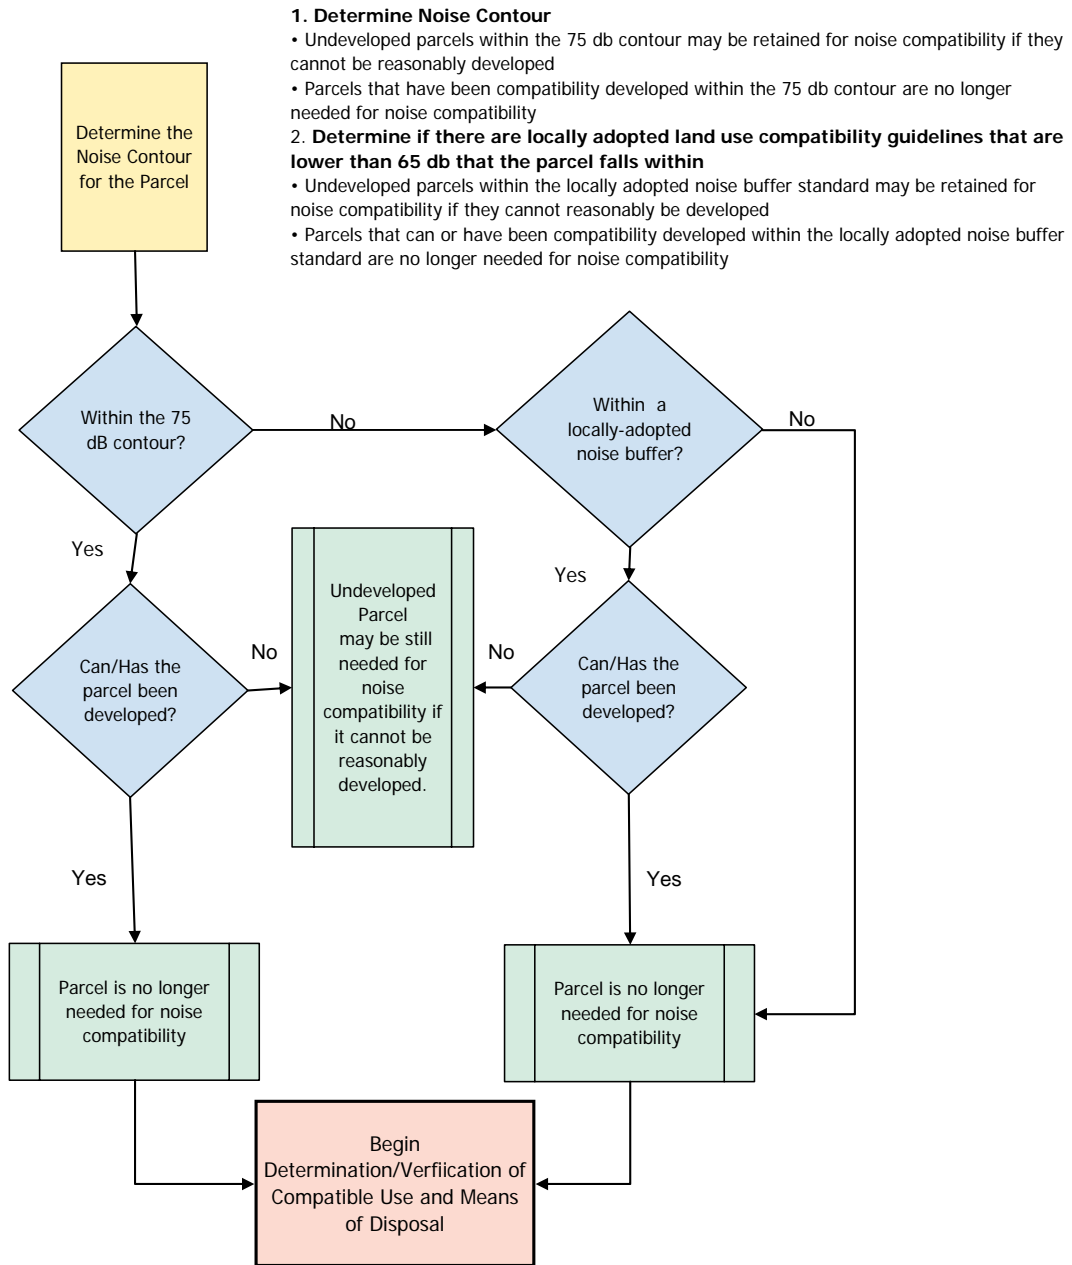 1. Determine Noise Contour
• Undeveloped parcels within the 75 db contour may be retained for noise compatibility if they
cannot be reasonably developed
• Parcels that have been compatibility developed within the 75 db contour are no longer
needed for noise compatibility
2. Determine if there are locally adopted land use compatibility guidelines that are
lower than 65 db that the parcel falls within
• Undeveloped parcels within the locally adopted noise buffer standard may be retained for
noise compatibility if they cannot reasonably be developed
• Parcels that can or have been compatibility developed within the locally adopted noise buffer
standard are no longer needed for noise compatibility
Determine the
Noise Contour
for the Parcel
Within the 75
dB contour?
No
Within a
locally-adopted
noise buffer?
No
Yes
Yes
Can/Has the
parcel been
developed?
No
Undeveloped
Parcel
may be still
needed for
noise
compatibility if
it cannot be
reasonably
developed.
No
Can/Has the
parcel been
developed?
Yes
Yes
Parcel is no longer
needed for noise
compatibility
Parcel is no longer
needed for noise
compatibility
Begin
Determination/Verfiication of
Compatible Use and Means
of Disposal